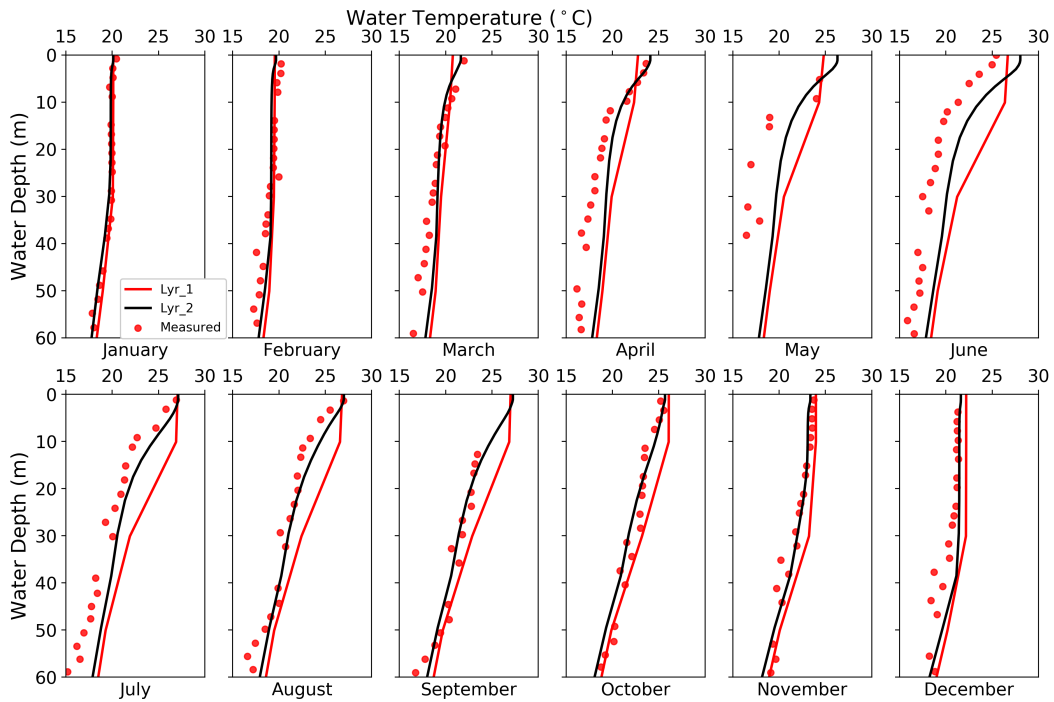 Water Temperature (°C)
15 20 25 30 15 20 25 30 15 20 25 30 15 20 25 30 15 20 25 30 15 20 25 30
0
10
20
30
40
50
60
Water Depth (m)
Lyr_1
Lyr_2
Measured
January February March April May June
15 20 25 30 15 20 25 30 15 20 25 30 15 20 25 30 15 20 25 30 15 20 25 30
0
10
20
30
40
50
60
Water Depth (m)
July August September October November December